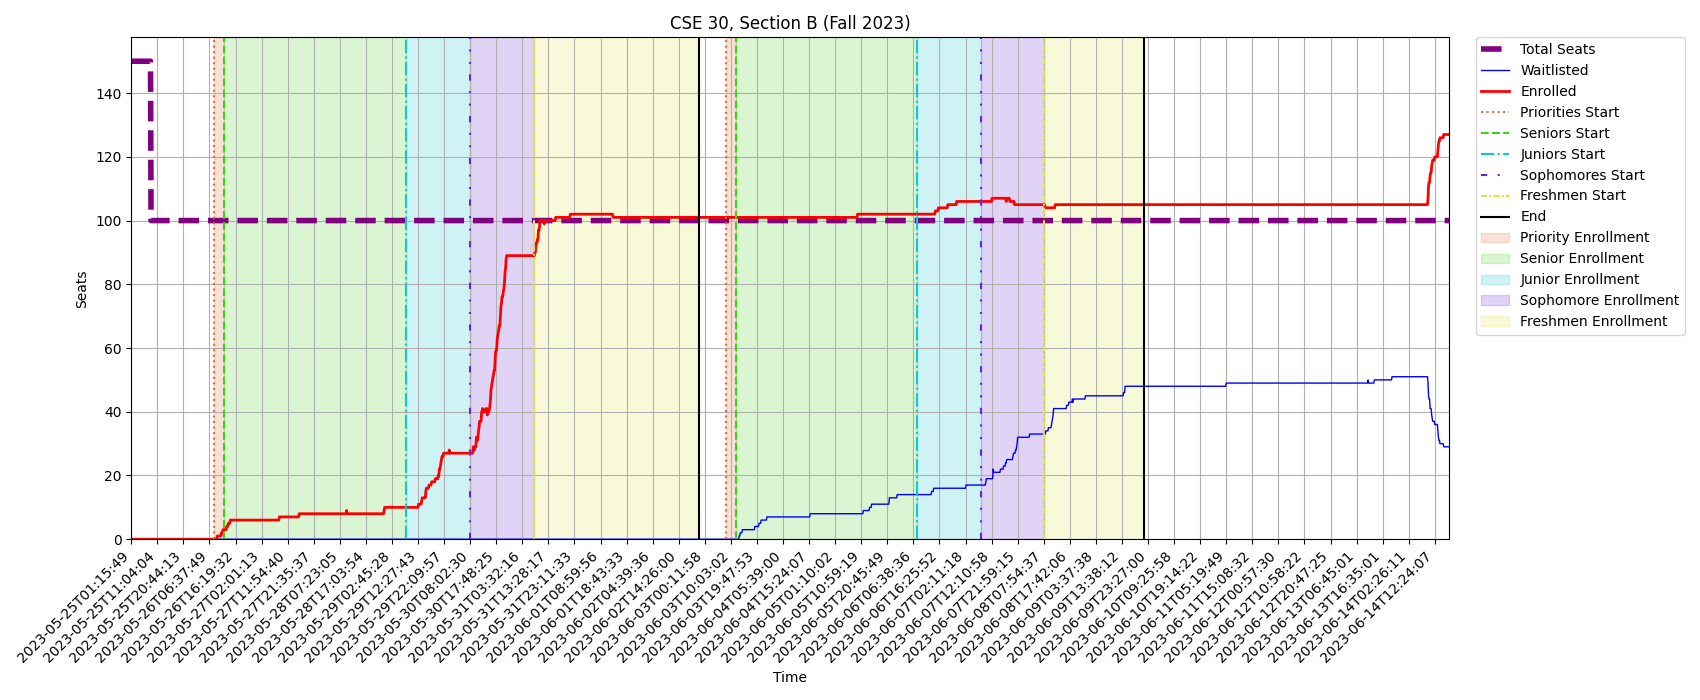 CSE 30, Section B (Fall 2023)
Seats
140
120
100
80
60
40
20
0
2023-05-25T01:15:49
2023-05-25T11:04:04
2023-05-25T20:44:13
2023-05-26T06:37:49
2023-05-26T16:19:32
2023-05-27T02:01:13
2023-05-27T11:54:40
2023-05-27T21:35:37
2023-05-28T07:23:05
2023-05-28T17:03:54
2023-05-29T02:45:28
2023-05-29T12:27:43
2023-05-29T22:09:57
2023-05-30T08:02:30
2023-05-30T17:48:25
2023-05-31T03:32:16
2023-05-31T13:28:17
2023-05-31T23:11:33
2023-06-01T08:59:56
2023-06-01T18:43:33
2023-06-02T04:39:36
2023-06-02T14:26:00
2023-06-03T00:11:58
2023-06-03T10:03:02
2023-06-03T19:47:53
2023-06-04T05:39:00
2023-06-04T15:24:07
2023-06-05T01:10:02
2023-06-05T10:59:19
2023-06-05T20:45:49
2023-06-06T06:38:36
2023-06-06T16:25:52
2023-06-07T02:11:18
2023-06-07T12:10:58
2023-06-07T21:59:15
2023-06-08T07:54:37
2023-06-08T17:42:06
2023-06-09T03:37:38
2023-06-09T13:38:12
2023-06-09T23:27:00
2023-06-10T09:25:58
2023-06-10T19:14:22
2023-06-11T05:19:49
2023-06-11T15:08:32
2023-06-12T00:57:30
2023-06-12T10:58:22
2023-06-12T20:47:25
2023-06-13T06:45:01
2023-06-13T16:35:01
2023-06-14T02:26:11
2023-06-14T12:24:07
Time
Total Seats
Waitlisted
Enrolled
Priorities Start
Seniors Start
Juniors Start
Sophomores Start
Freshmen Start
End
Priority Enrollment
Senior Enrollment
Junior Enrollment
Sophomore Enrollment
Freshmen Enrollment